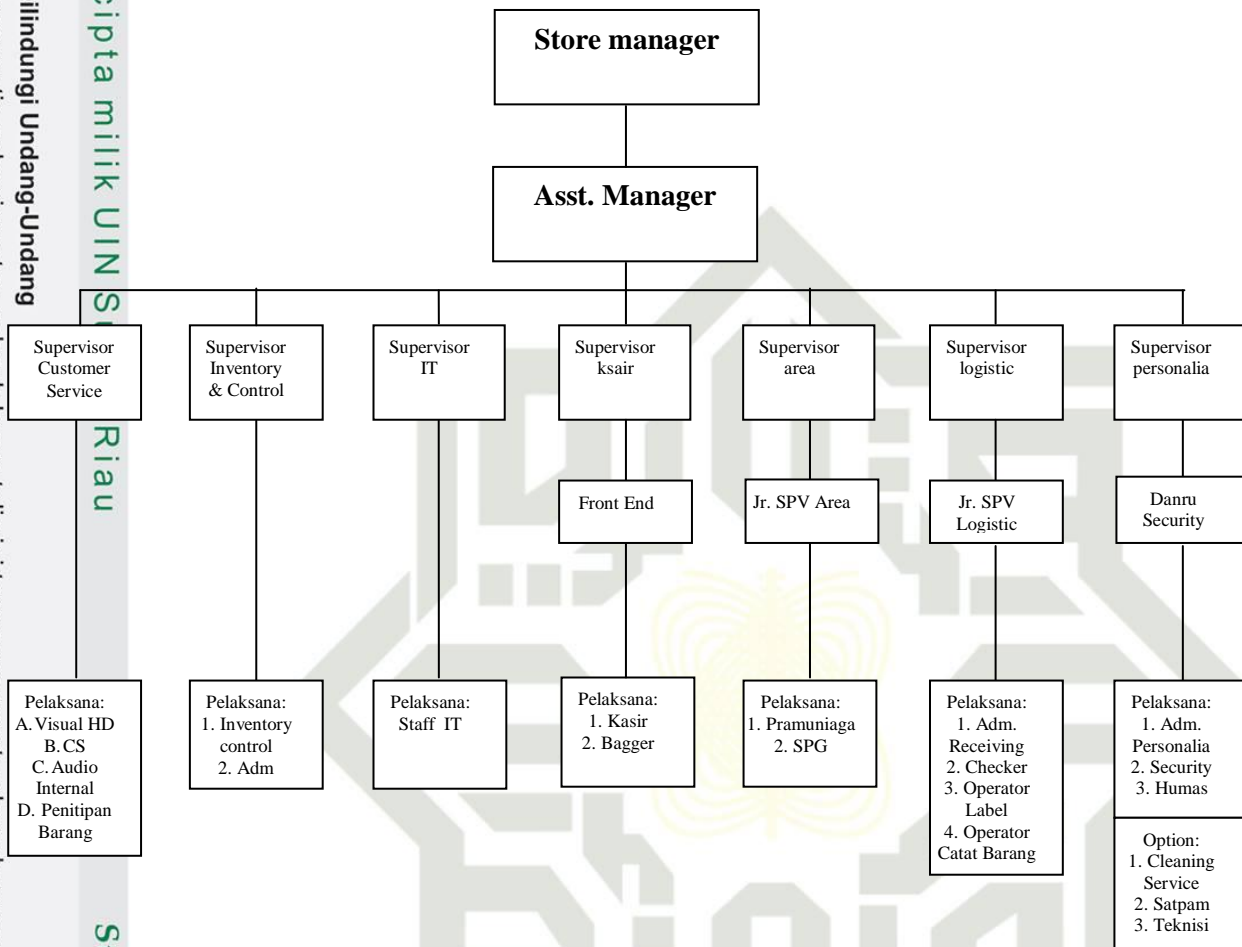 cipta milik UIN Su
Riau
ilindungi Undang-Undang
Store manager
Asst. Manager
Supervisor
Customer
Service
Supervisor
Inventory
& Control
Supervisor
IT
Supervisor
ksair
Supervisor
area
Supervisor
logistic
Supervisor
personalia
Front End
Jr. SPV Area
Jr. SPV
Logistic
Danru
Security
Pelaksana:
A. Visual HD
B. CS
C. Audio
Internal
D. Penitipan
Barang
Pelaksana:
1. Inventory
control
2. Adm
Pelaksana:
Staff IT
Pelaksana:
1. Kasir
2. Bagger
Pelaksana:
1. Pramuniaga
2. SPG
Pelaksana:
1. Adm.
Receiving
2. Checker
3. Operator
Label
4. Operator
Catat Barang
Pelaksana:
1. Adm.
Personalia
2. Security
3. Humas
Option:
1. Cleaning
Service
2. Satpam
3. Teknisi